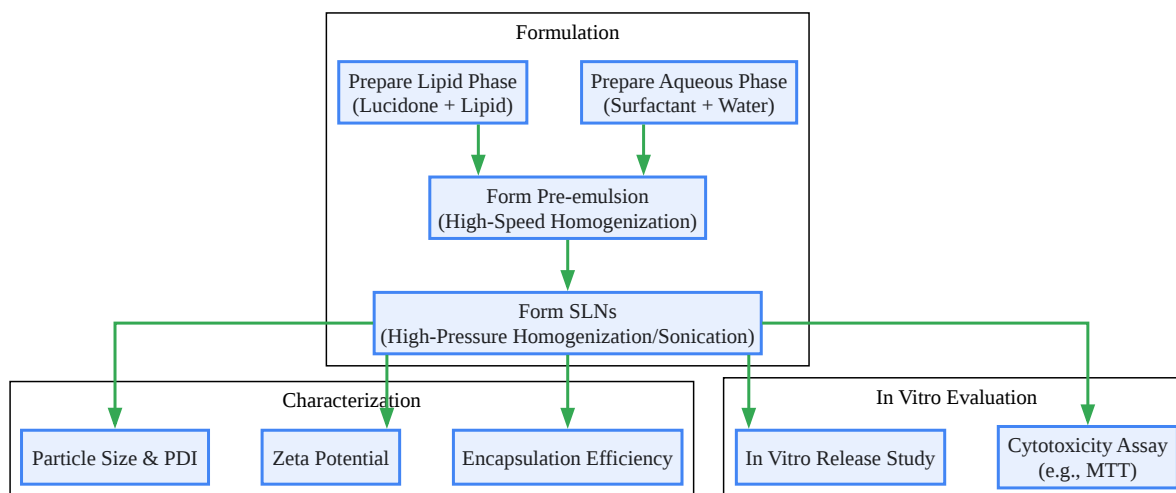 Formulation
Prepare Lipid Phase
(Lucidone + Lipid)
Prepare Aqueous Phase
(Surfactant + Water)
Form Pre-emulsion
(High-Speed Homogenization)
Form SLNs
(High-Pressure Homogenization/Sonication)
Characterization
Particle Size & PDI
Zeta Potential
Encapsulation Efficiency
In Vitro Evaluation
In Vitro Release Study
Cytotoxicity Assay
(e.g., MTT)